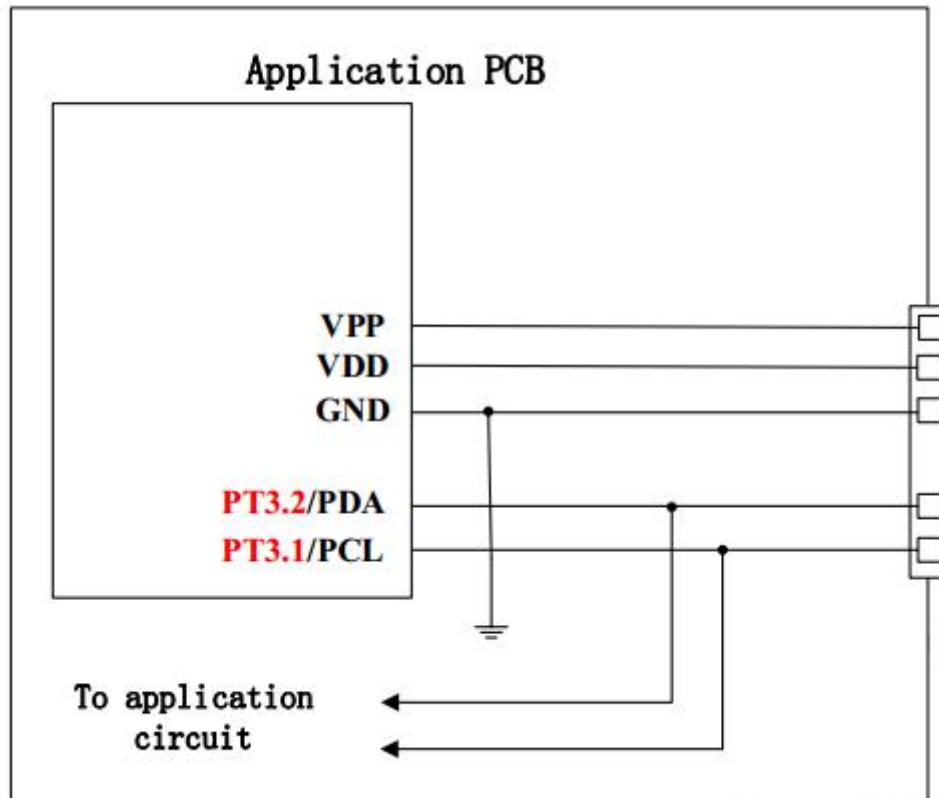 Application PCB
VPP
VDD
GND
PT3.2/PDA
PT3.1/PCL
To application
circuit